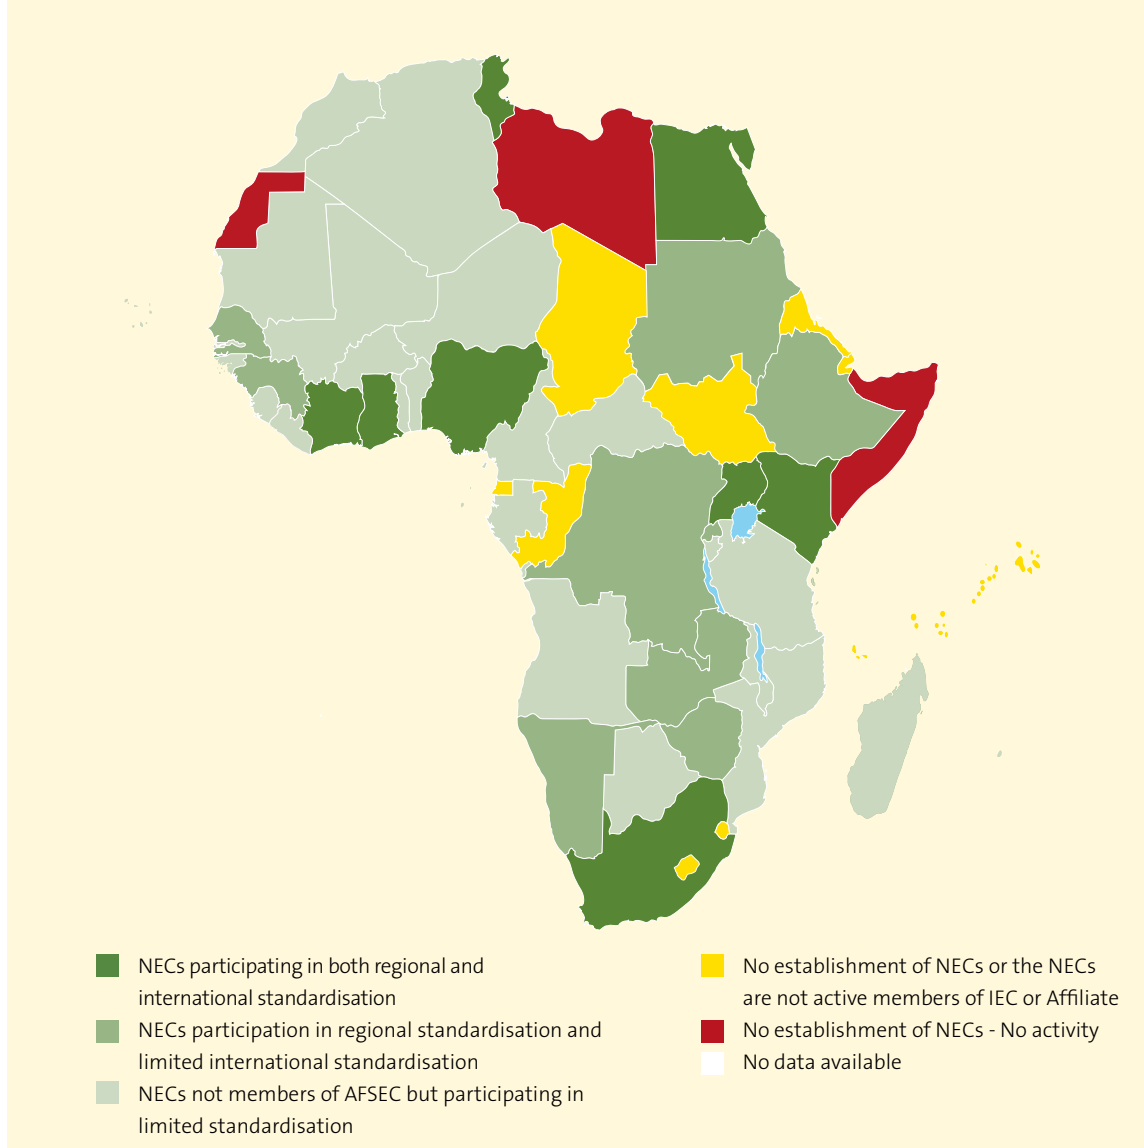 NECs participating in both regional and
international standardisation
NECs participation in regional standardisation and
limited international standardisation
NECs not members of AFSEC but participating in
limited standardisation
No establishment of NECs or the NECs
are not active members of IEC or Affiliate
No establishment of NECs - No activity
No data available